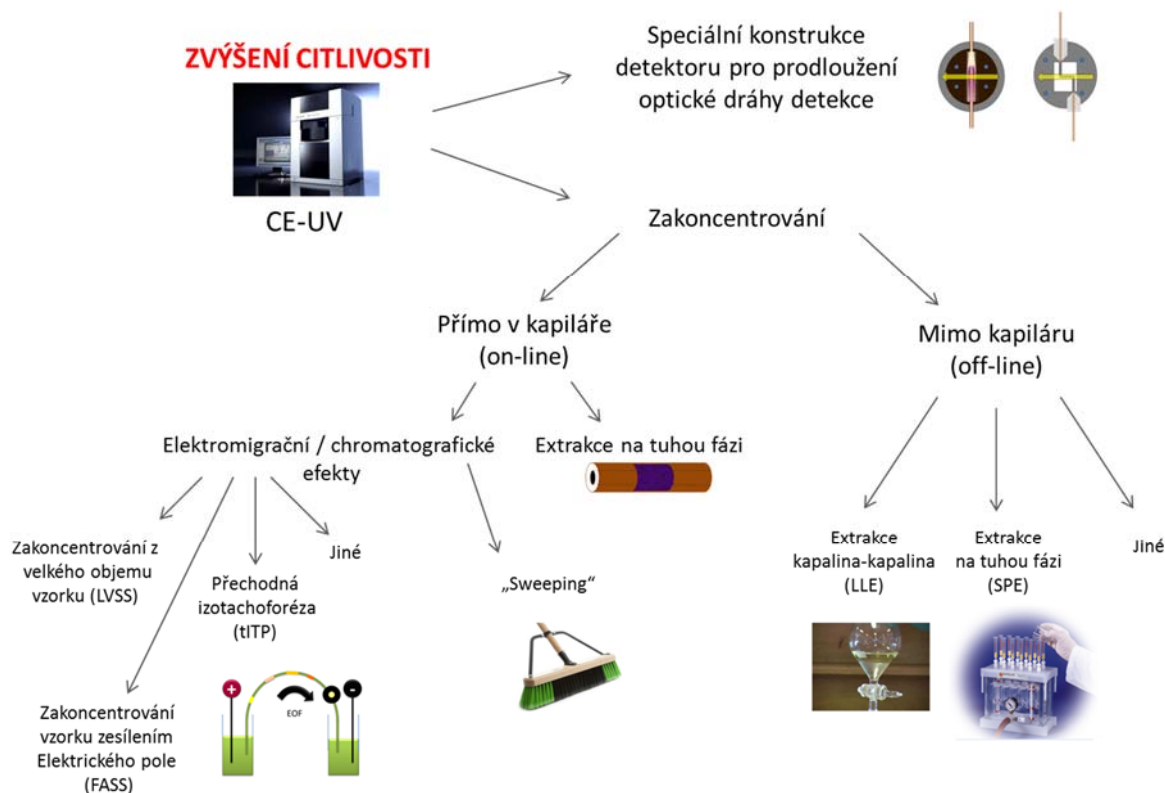 ZVÝŠENÍ CITLIVOSTI
CE-UV
Speciální konstrukce
detektoru pro prodloužení
optické dráhy detekce
Zakoncentrování
Přímo v kapiláře
(on-line)
Mimo kapiláru
(off-line)
Elektromigrační / chromatografické
efekty
Extrakce na tuhou fázi
Zakoncentrování z
velkého objemu
vzorku (LVSS)
Zakoncentrování
vzorku zesílením
Elektrického pole
(FASS)
Přechodná
izotachoforéza
(tITP)
Jiné
+
EOF
-
„Sweeping“
Extrakce
kapalina-kapalina
(LLE)
Extrakce
na tuhou fázi
(SPE)
Jiné